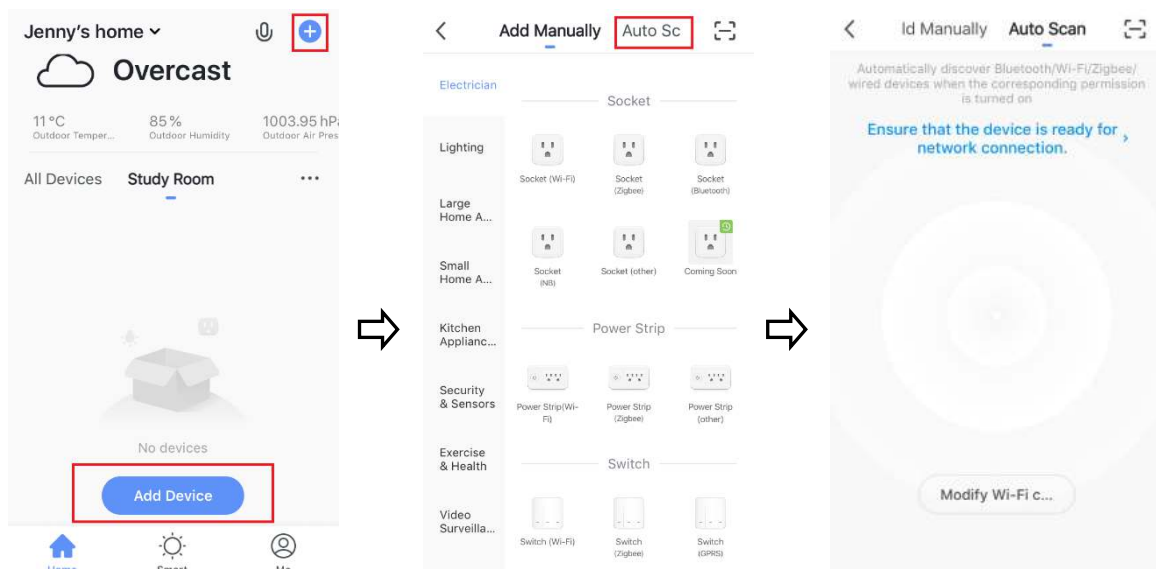 Jenny's home
Overcast
11 °C
85%
1003.95 hPa
Outdoor Temper...
Outdoor Humidity
Outdoor Air Pres
All Devices
Study Room
...
No devices
Add Device
Home
Smart
Me
Add Manually
Auto Sc
Electrician
Lighting
Large
Home A...
Small
Home A...
Kitchen
Applianc...
Security
& Sensors
Exercise
& Health
Video
Surveilla...
Socket
Socket (Wi-Fi)
Socket
(Zigbee)
Socket
(Bluetooth)
Socket
(NB)
Socket (other)
Coming Soon
Power Strip
Power Strip(Wi-
Fi)
Power Strip
(Zigbee)
Power Strip
(other)
Switch
Switch (Wi-Fi)
Switch
(Zigbee)
Switch
(GPRS)
ld Manually
Auto Scan
Automatically discover Bluetooth/Wi-Fi/Zigbee/
wired devices when the corresponding permission
is turned on
Ensure that the device is ready for
network connection.
Modify Wi-Fi c...